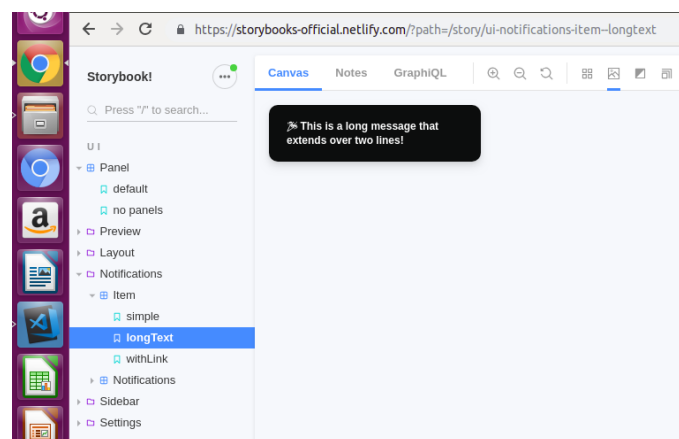 https://storybooks-official.netlify.com/?path=/story/ui-notifications-item--longtext
Storybook!
Canvas Notes GraphiQL
Press "/" to search...
🎉 This is a long message that
extends over two lines!
UI
Panel
default
no panels
Preview
Layout
Notifications
Item
simple
longText
withLink
Notifications
Sidebar
Settings